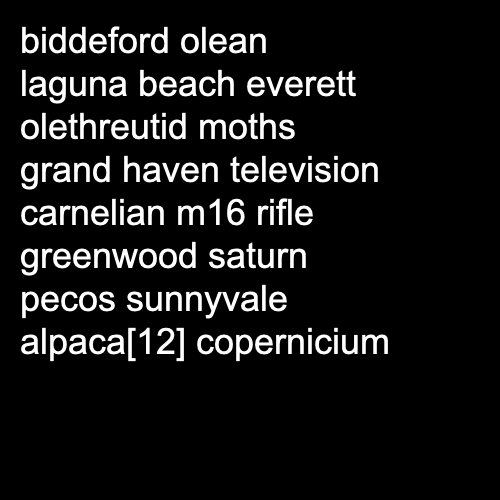 biddeford olean
laguna beach everett
olethreutid moths
grand haven television
carnelian m16 rifle
greenwood saturn
pecos sunnyvale
alpaca[12] copernicium